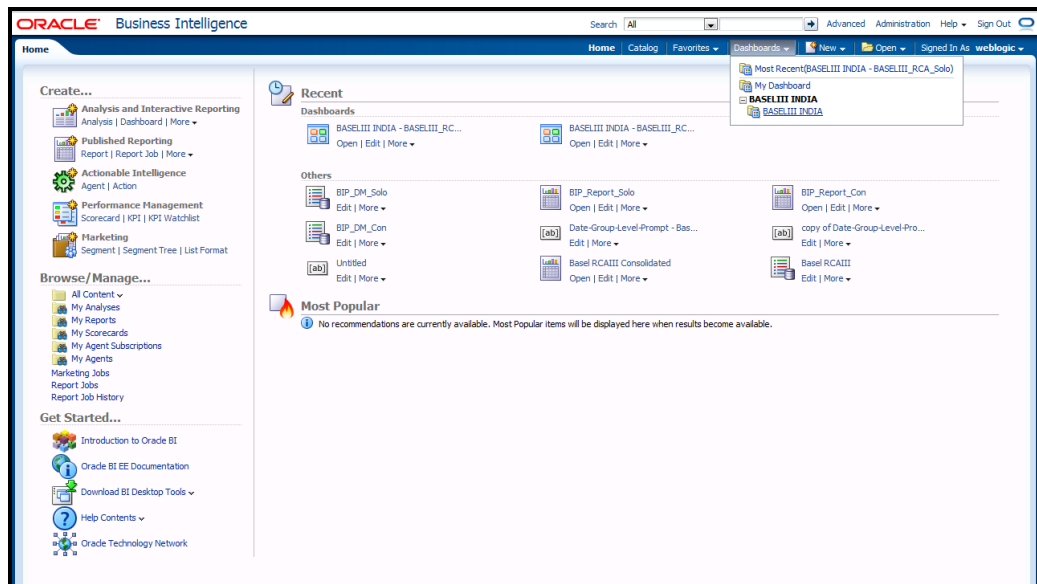 ORACLE® Business Intelligence
Search All Advanced Administration Help Sign Out
Home
Home Catalog Favorites Dashboards New Open Signed In As weblogic
Most Recent(BASELIII INDIA - BASELIII_RCA_Solo)
My Dashboard
BASELIII INDIA
BASELIII INDIA
Create...
Analysis and Interactive Reporting
Analysis | Dashboard | More
Published Reporting
Report | Report Job | More
Actionable Intelligence
Agent | Action
Performance Management
Scorecard | KPI | KPI Watchlist
Marketing
Segment | Segment Tree | List Format
Browse/Manage...
All Content
My Analyses
My Reports
My Scorecards
My Agent Subscriptions
My Agents
Marketing Jobs
Report Jobs
Report Job History
Get Started...
Introduction to Oracle BI
Oracle BI EE Documentation
Download BI Desktop Tools
Help Contents
Oracle Technology Network
Recent
Dashboards
BASELIII INDIA - BASELIII_RC... BASELIII INDIA - BASELIII_RC...
Open | Edit | More Open | Edit | More
Others
BIP_DM_Solo BIP_Report_Solo BIP_Report_Con
Edit | More Open | Edit | More Open | Edit | More
BIP_DM_Con [ab] Date-Group-Level-Prompt - Bas... [ab] copy of Date-Group-Level-Pro...
Edit | More Edit | More Edit | More
[ab] Untitled Basel RCAIII Consolidated Basel RCAIII
Edit | More Open | Edit | More Edit | More
Most Popular
No recommendations are currently available. Most Popular items will be displayed here when results become available.